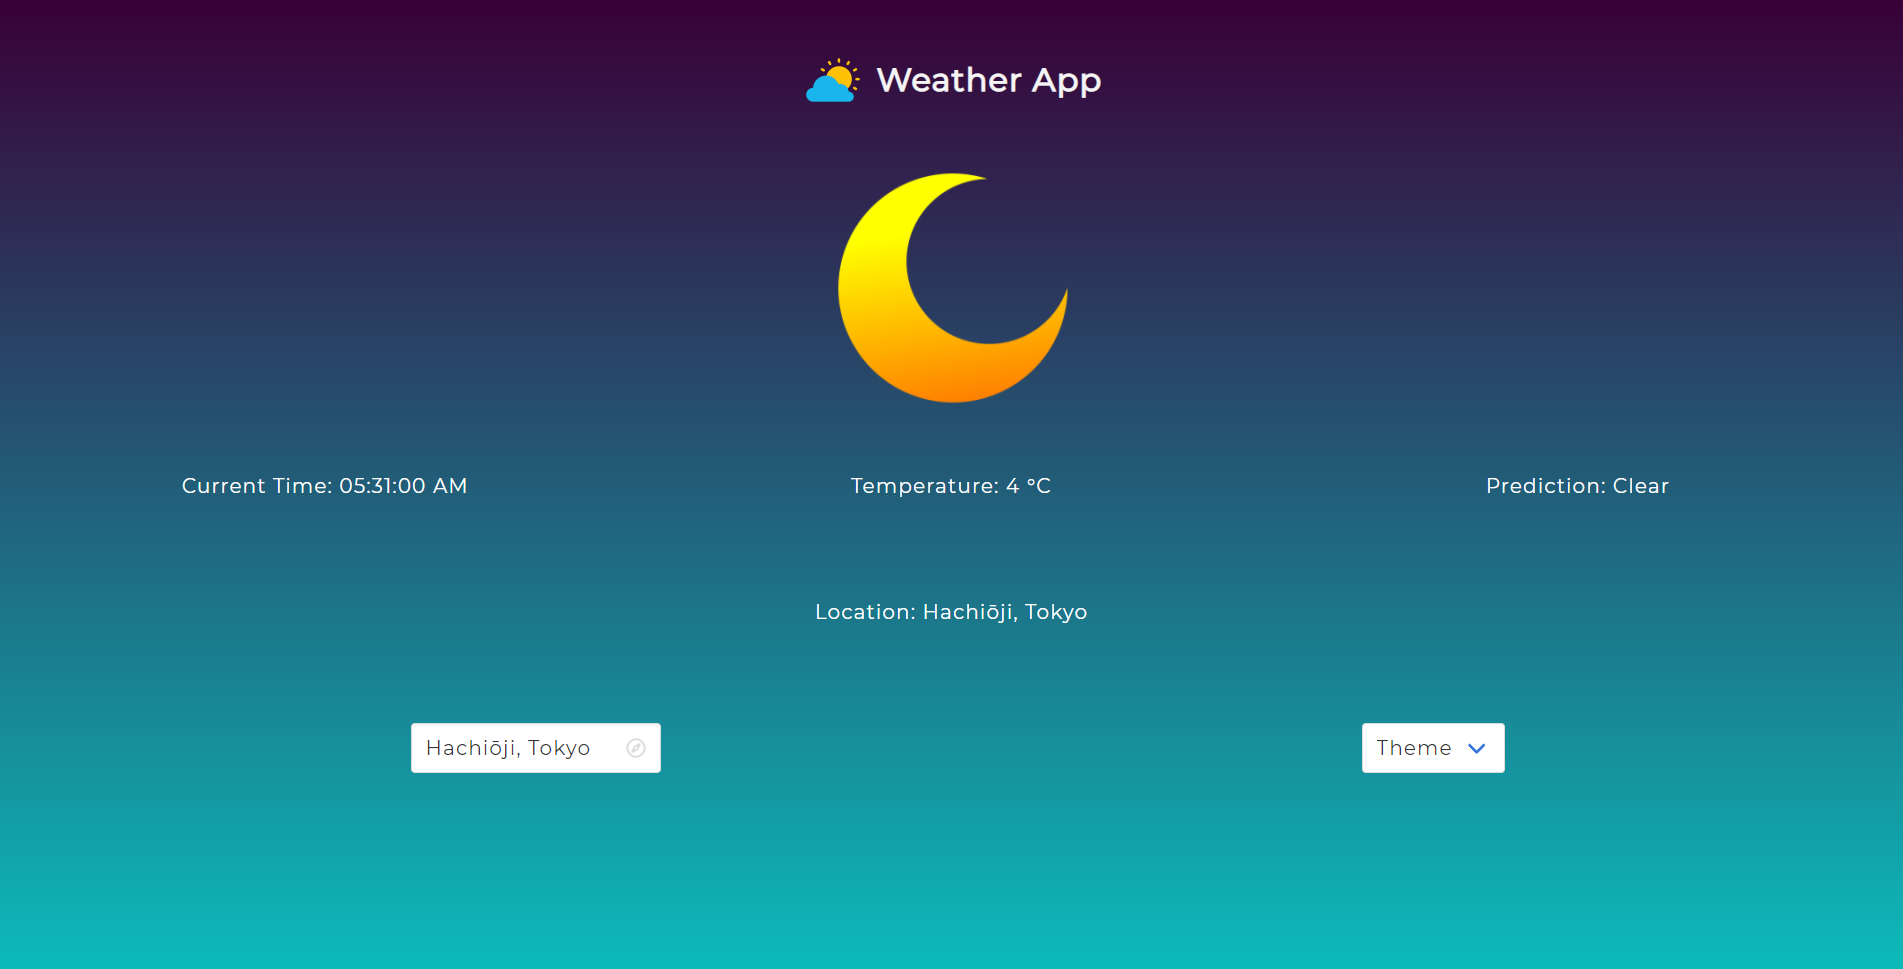 Weather App
Current Time: 05:31:00 AM
Temperature: 4 °C
Prediction: Clear
Location: Hachiōji, Tokyo
Hachiōji, Tokyo
Theme